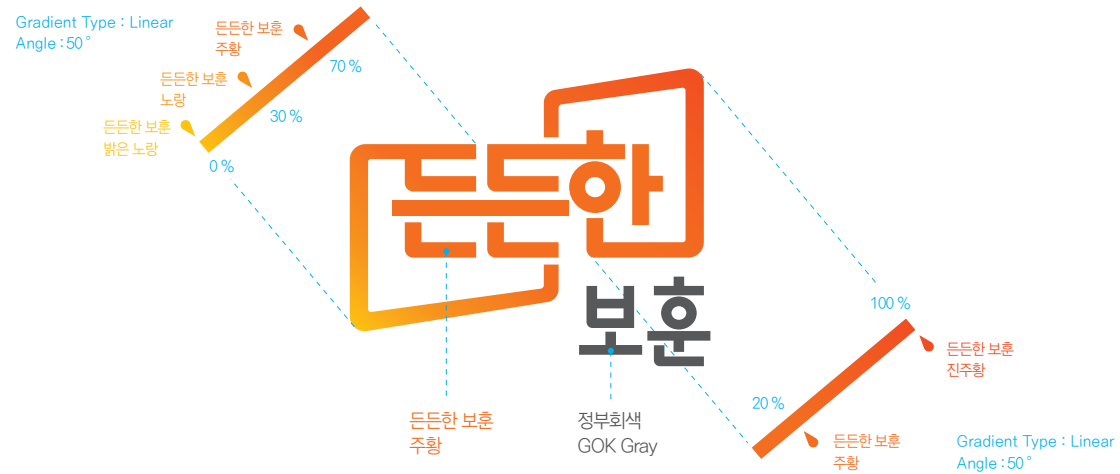 Gradient Type : Linear
Angle : 50°
든든한 보훈
주황
70 %
든든한 보훈
노랑
30 %
든든한 보훈
밝은 노랑
0 %
든든한
보훈
든든한 보훈
주황
정부회색
GOK Gray
100 %
든든한 보훈
진주황
20 %
든든한 보훈
주황
Gradient Type : Linear
Angle : 50°